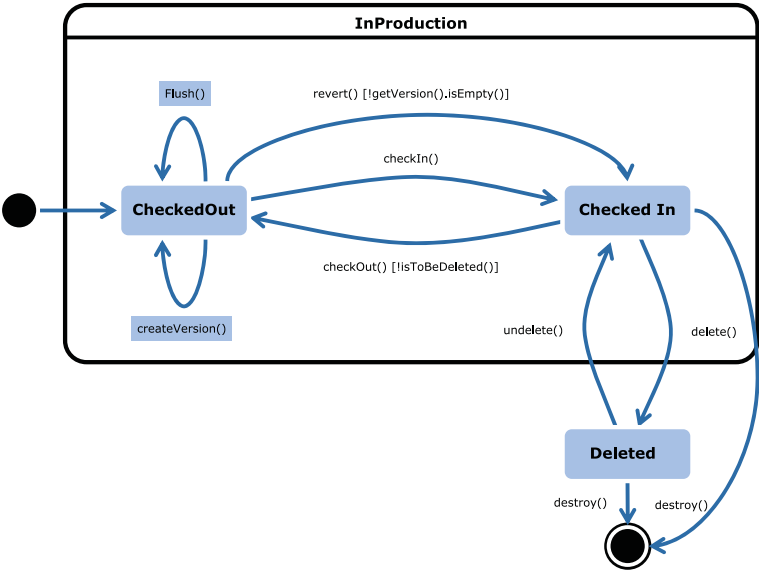 InProduction
Flush()
revert() [!getVersion().isEmpty()]
checkIn()
CheckedOut
Checked In
checkOut() [!isToBeDeleted()]
createVersion()
undelete()
delete()
Deleted
destroy()
destroy()